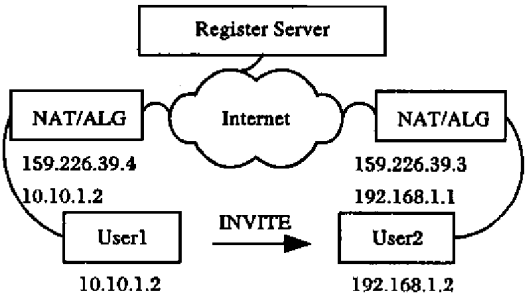 Register Server
NAT/ALG
Internet
NAT/ALG
159.226.39.4
10.10.1.2
159.226.39.3
192.168.1.1
User1
INVITE
User2
10.10.1.2
192.168.1.2